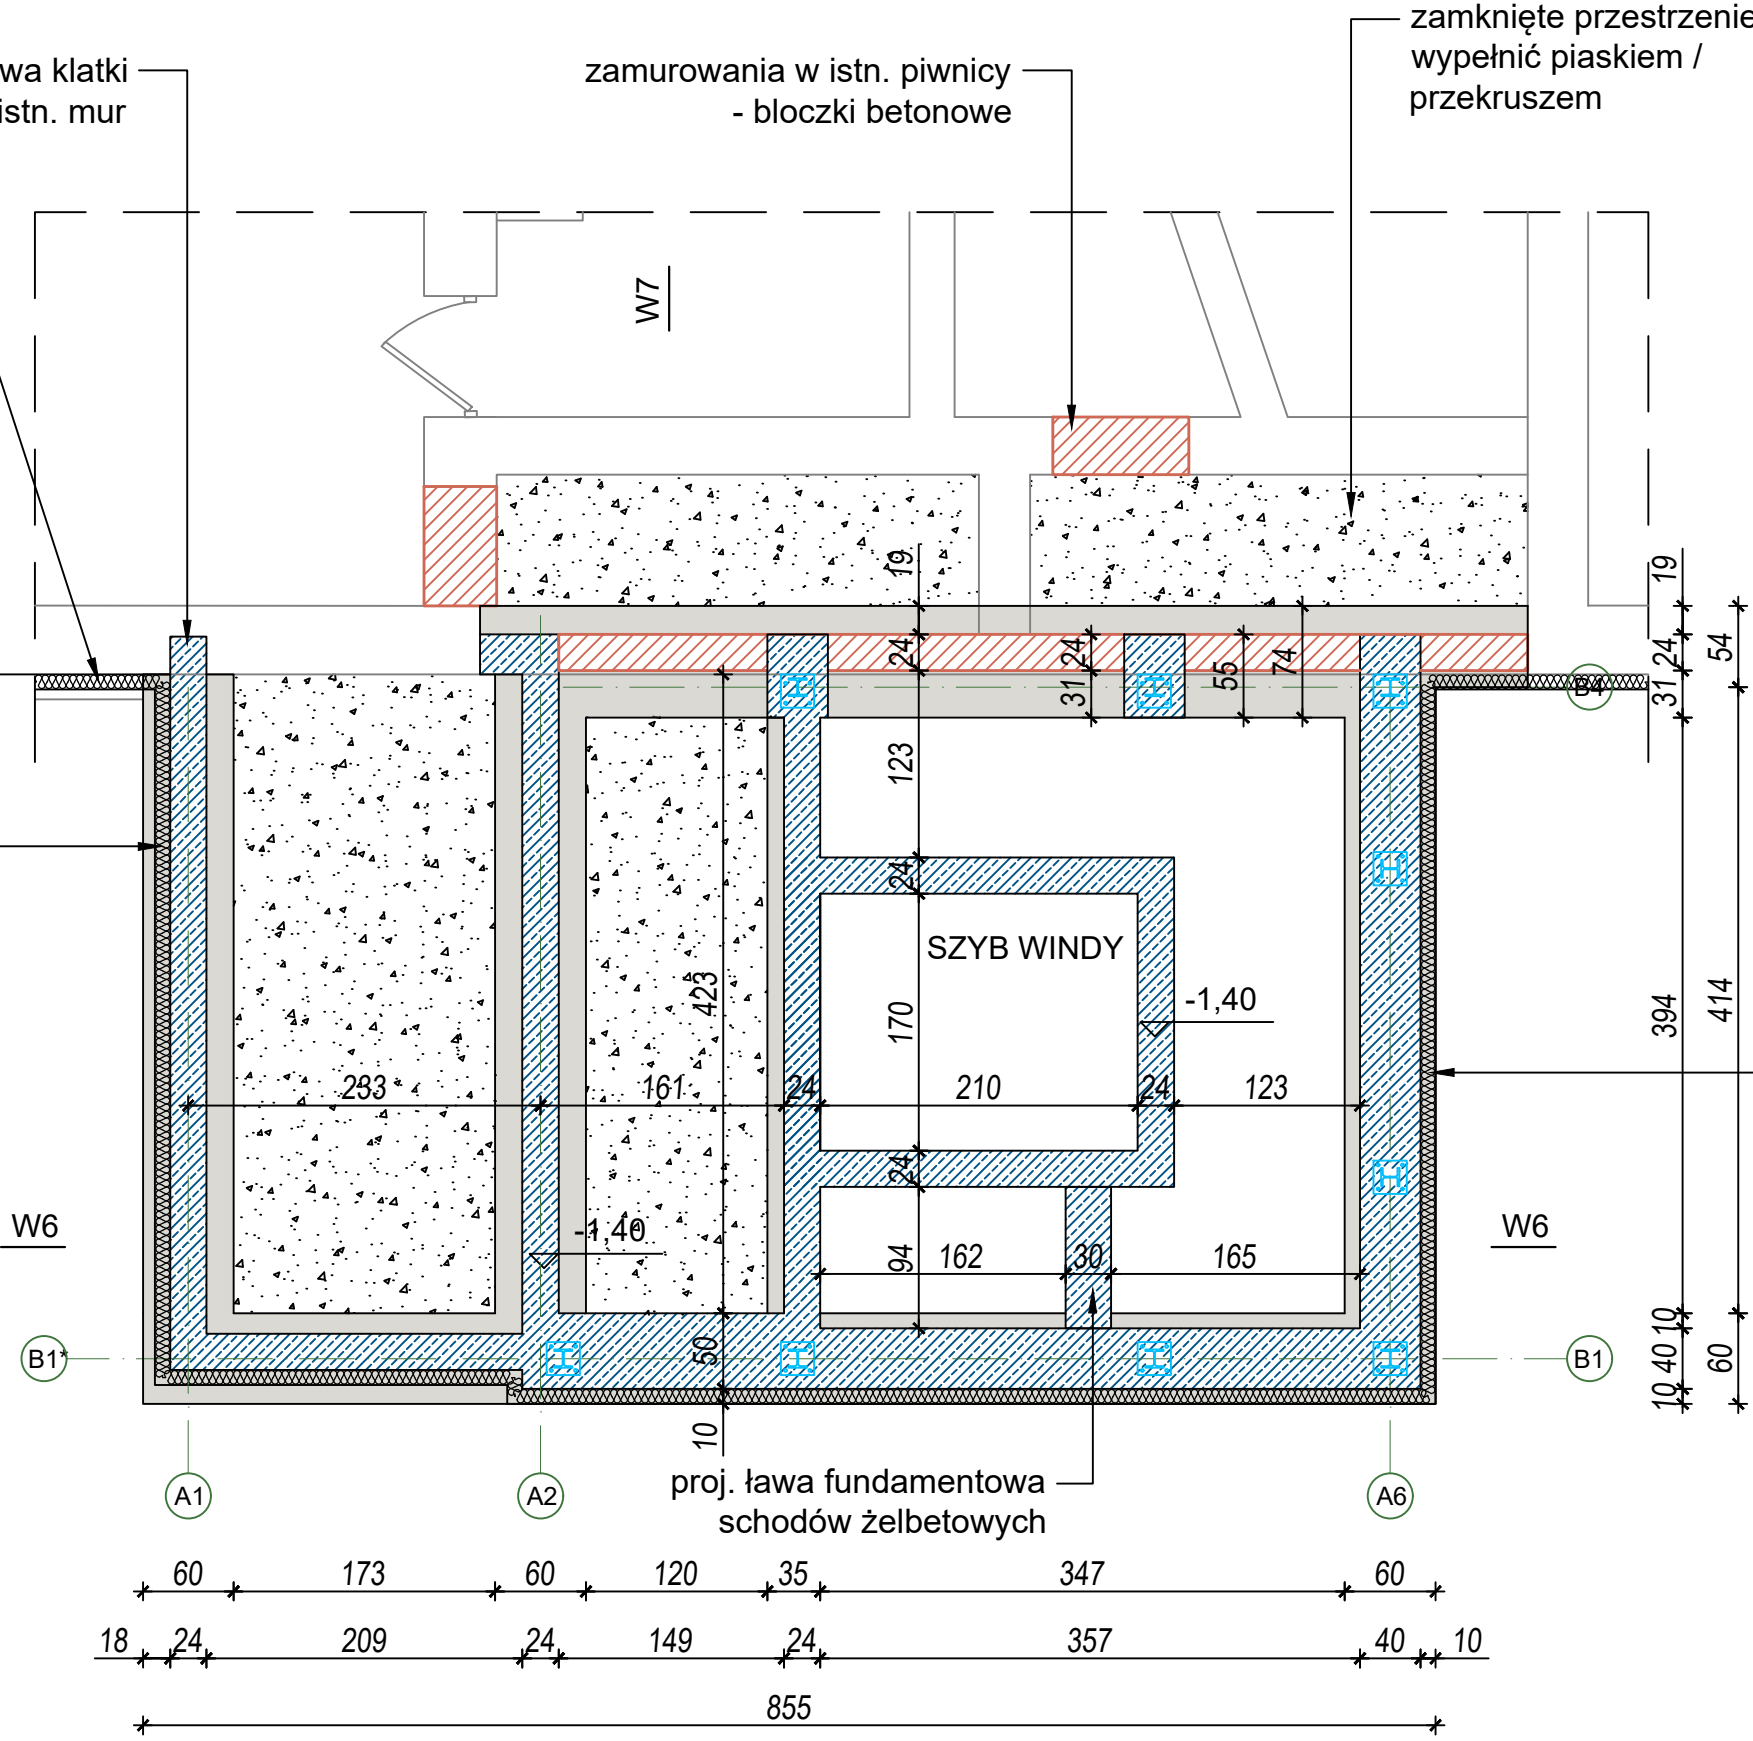 wa klatki
istn. mur
zamurowania w istn. piwnicy
- bloczki betonowe
zamknięte przestrzenie
wypełnić piaskiem /
przekruszem
W7
19
24
24
31
55
74
19
24
31
54
B4
123
24
SZYB WINDY
-1,40
423
170
394
414
233
161
24
210
24
123
24
W6
-1,40
W6
94
162
30
165
B1*
50
10
40
10
60
B1
10
A1
A2
A6
proj. ława fundamentowa
schodów żelbetowych
60
173
60
120
35
347
60
18
24
209
24
149
24
357
40
10
855